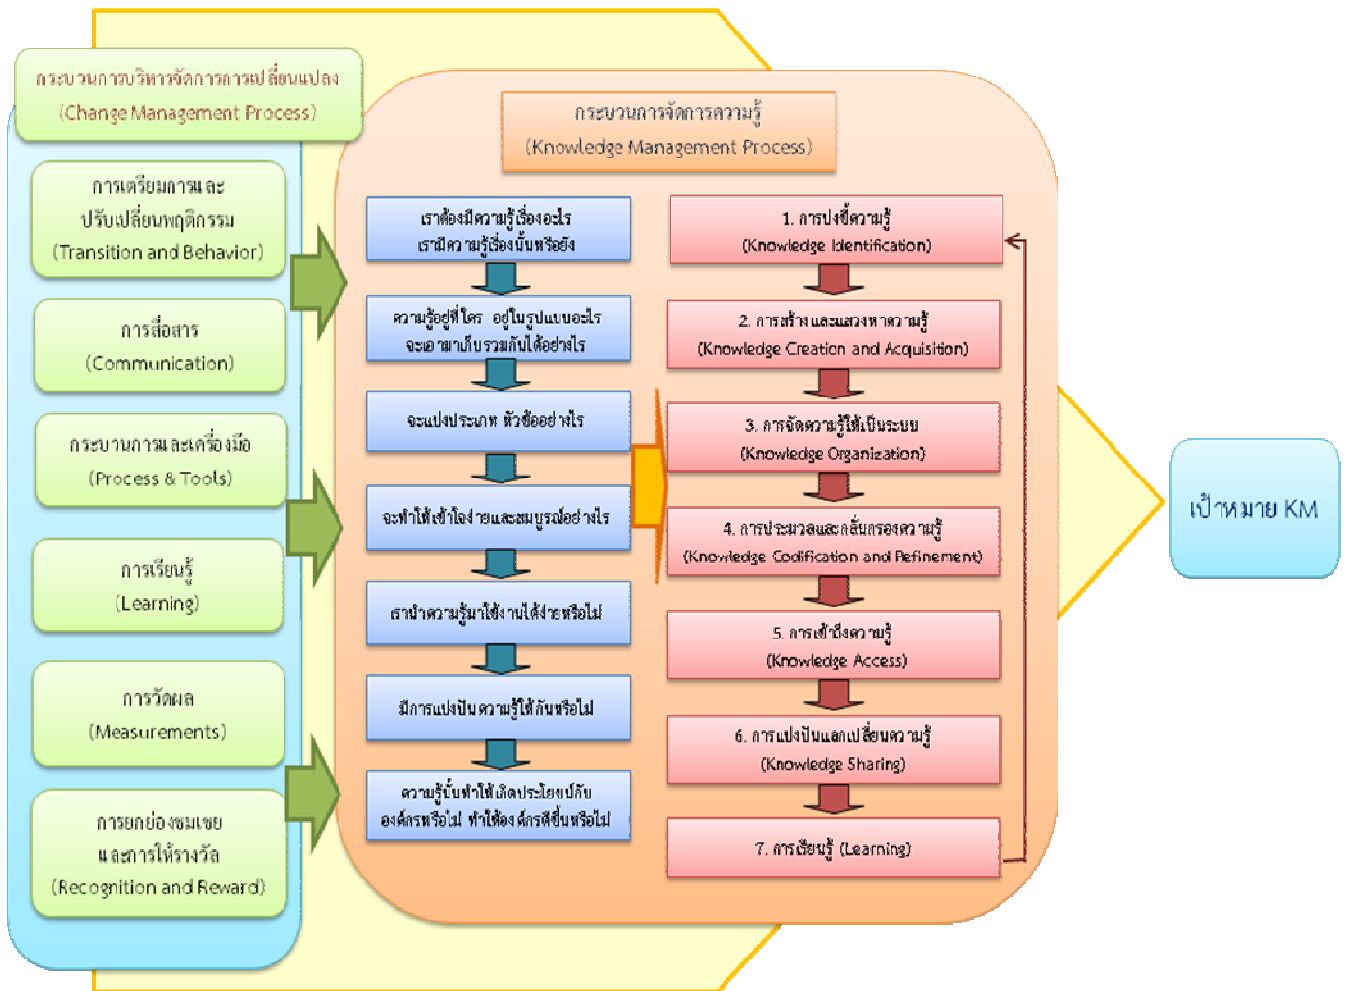 กระบวนการบริหารจัดการการเปลี่ยนแปลง
(Change Management Process)
การเตรียมการและ
ปรับเปลี่ยนพฤติกรรม
(Transition and Behavior)
การสื่อสาร
(Communication)
กระบวนการและเครื่องมือ
(Process & Tools)
การเรียนรู้
(Learning)
การวัดผล
(Measurements)
การยกย่องชมเชย
และการให้รางวัล
(Recognition and Reward)
กระบวนการจัดการความรู้
(Knowledge Management Process)
เราต้องมีความรู้เรื่องอะไร
เรามีความรู้เรื่องนั้นหรือยัง
ความรู้อยู่ที่ใคร อยู่ในรูปแบบอะไร
จะเอามาเก็บรวมกันได้อย่างไร
จะแบ่งประเภท หัวข้ออย่างไร
จะทำให้เข้าใจง่ายและสมบูรณ์อย่างไร
เรานำความรู้มาใช้งานได้ง่ายหรือไม่
มีการแบ่งปันความรู้ให้กันหรือไม่
ความรู้นั้นทำให้เกิดประโยชน์กับ
องค์กรหรือไม่ ทำให้องค์กรดีขึ้นหรือไม่
1. การบ่งชี้ความรู้
(Knowledge Identification)
2. การสร้างและแสวงหาความรู้
(Knowledge Creation and Acquisition)
3. การจัดความรู้ให้เป็นระบบ
(Knowledge Organization)
4. การประมวลและกลั่นกรองความรู้
(Knowledge Codification and Refinement)
5. การเข้าถึงความรู้
(Knowledge Access)
6. การแบ่งปันแลกเปลี่ยนความรู้
(Knowledge Sharing)
7. การเรียนรู้ (Learning)
เป้าหมาย KM